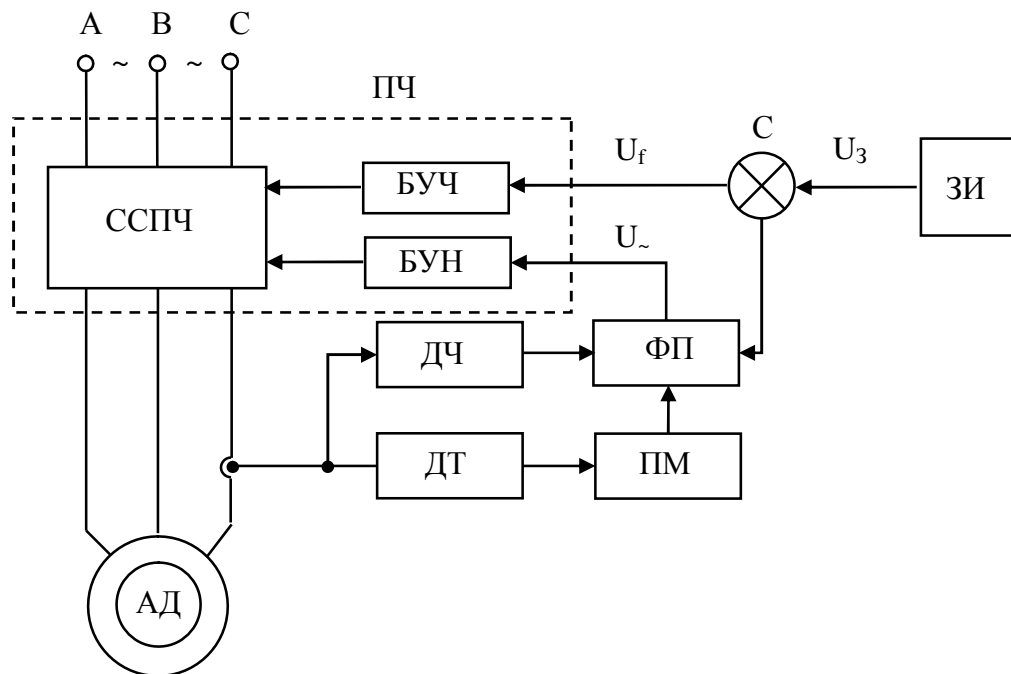 A ~ B ~ C
ПЧ
С
U_f
U_З
ЗИ
БУЧ
ССПЧ
U_~
БУН
ДЧ
ФП
ДТ
ПМ
АД